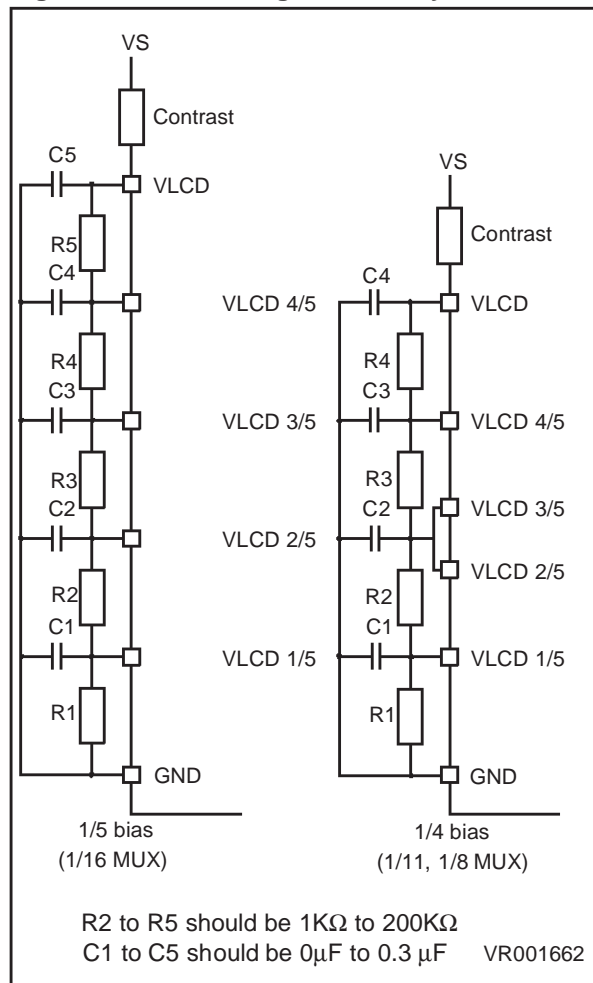 VS
Contrast
C5
VLCD
R5
C4
VLCD 4/5
R4
C3
VLCD 3/5
R3
C2
VLCD 2/5
R2
C1
VLCD 1/5
R1
GND
1/5 bias
(1/16 MUX)
VS
Contrast
C4
VLCD
R4
C3
VLCD 4/5
R3
VLCD 3/5
C2
VLCD 2/5
R2
C1
VLCD 1/5
R1
GND
1/4 bias
(1/11, 1/8 MUX)
R2 to R5 should be 1KΩ to 200KΩ
C1 to C5 should be 0μF to 0.3 μF VR001662